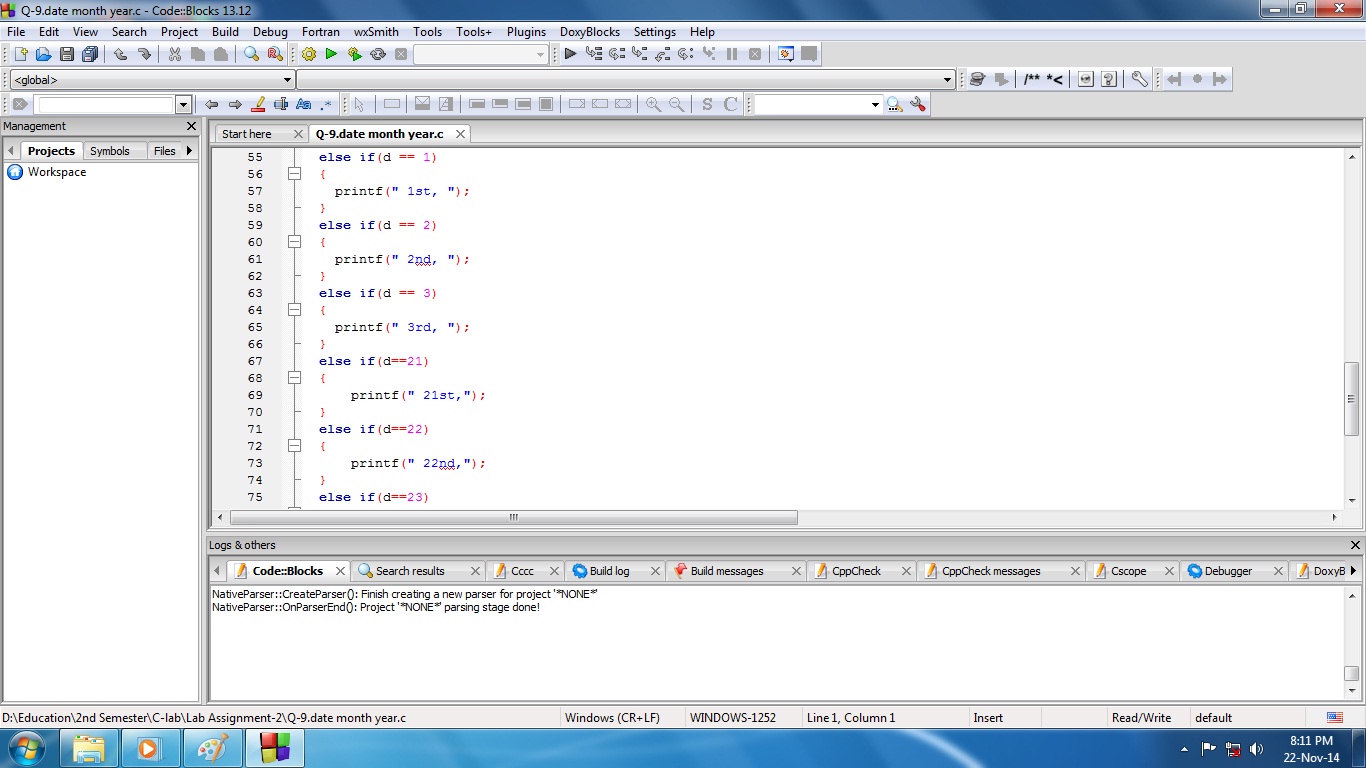 Q-9.date month year.c - Code::Blocks 13.12
File Edit View Search Project Build Debug Fortran wxSmith Tools Tools+ Plugins DoxyBlocks Settings Help
<global>
/** *<
Aa .*
S C
Management
Projects Symbols Files
Workspace
Start here Q-9.date month year.c
55 else if(d == 1)
56 {
57 printf(" 1st, ");
58 }
59 else if(d == 2)
60 {
61 printf(" 2nd, ");
62 }
63 else if(d == 3)
64 {
65 printf(" 3rd, ");
66 }
67 else if(d==21)
68 {
69 printf(" 21st,");
70 }
71 else if(d==22)
72 {
73 printf(" 22nd,");
74 }
75 else if(d==23)
Logs & others
Code::Blocks Search results Cccc Build log Build messages CppCheck CppCheck messages Cscope Debugger DoxyB
NativeParser::CreateParser(): Finish creating a new parser for project '*NONE*'
NativeParser::OnParserEnd(): Project '*NONE*' parsing stage done!
D:\Education\2nd Semester\C-lab\Lab Assignment-2\Q-9.date month year.c Windows (CR+LF) WINDOWS-1252 Line 1, Column 1 Insert Read/Write default
8:11 PM
22-Nov-14